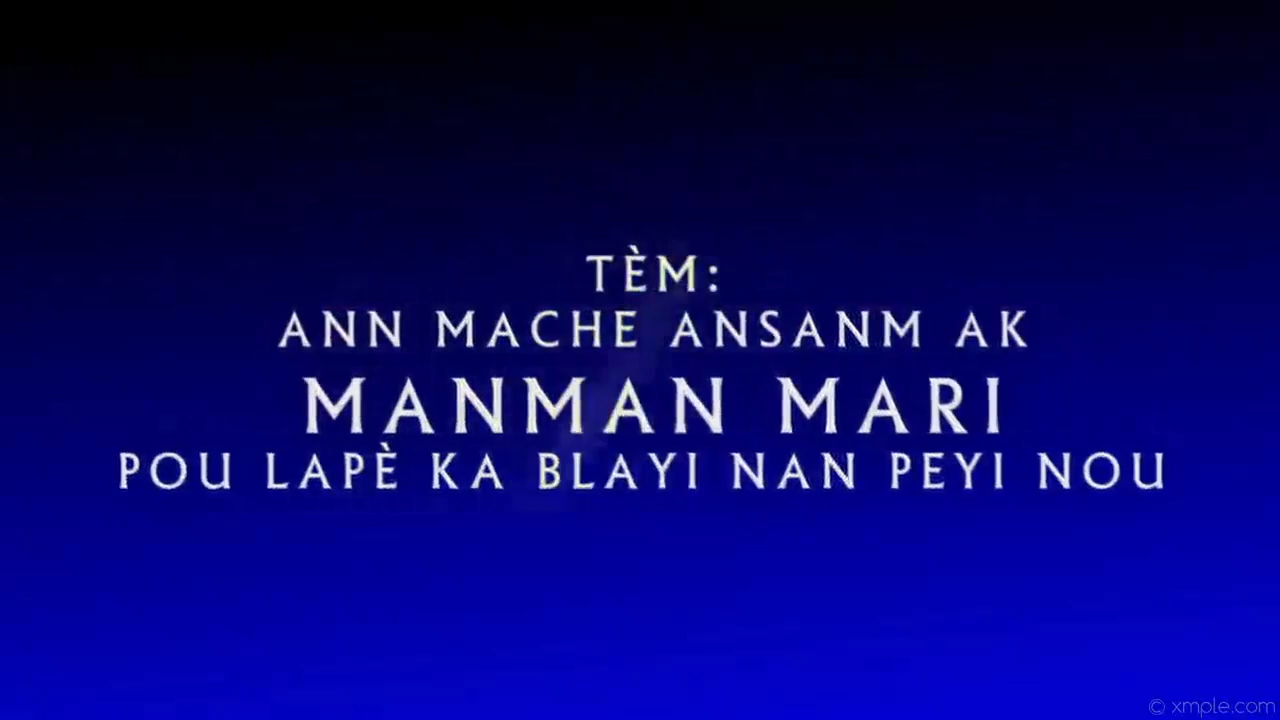 TÈM:
ANN MACHE ANSANM AK
MANMAN MARI
POU LAPÈ KA BLAYI NAN PEYI NOU
© xmple.com